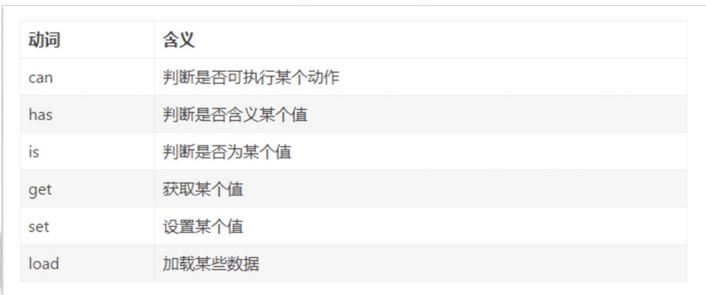 动词 含义
can 判断是否可执行某个动作
has 判断是否含义某个值
is 判断是否为某个值
get 获取某个值
set 设置某个值
load 加载某些数据